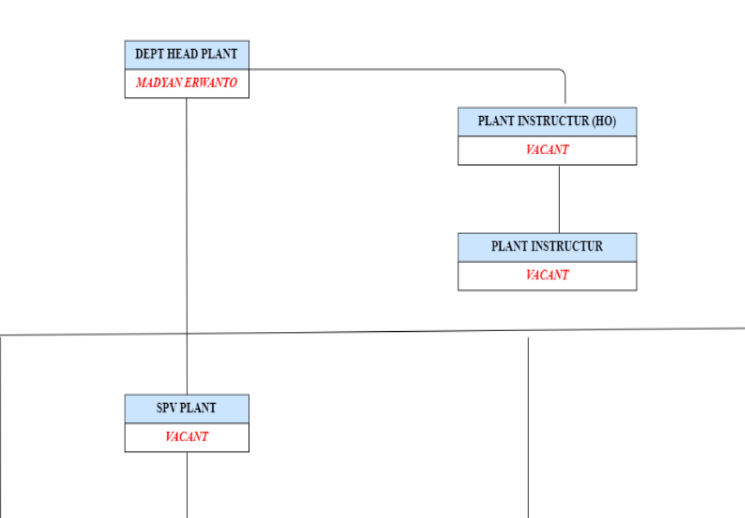 DEPT HEAD PLANT
MADYAN ERWANTO
PLANT INSTRUCTUR (HO)
VACANT
PLANT INSTRUCTUR
VACANT
SPV PLANT
VACANT